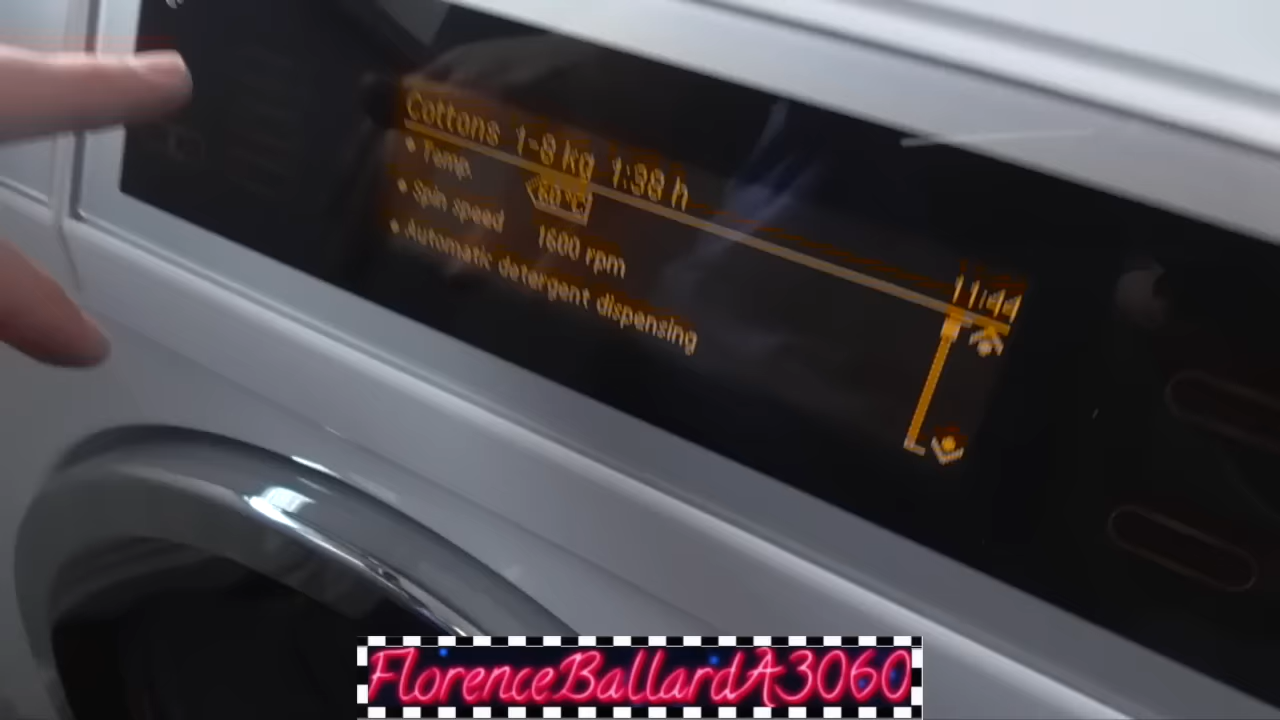 Cottons 1-8 kg 1:38 h
• Temp. 60°C
• Spin speed 1600 rpm
• Automatic detergent dispensing
11:44
FlorenceBallardA3060